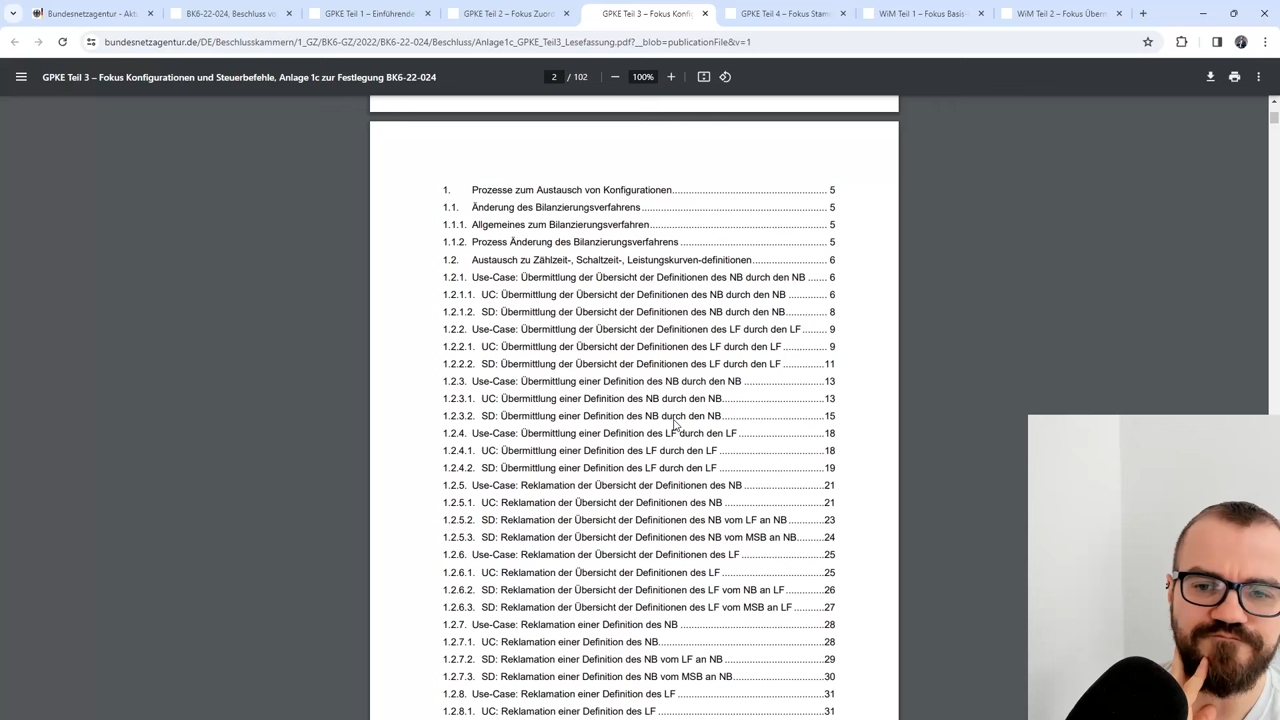 Bundesnetzagentur - Akt
BK6-22-024, Beschluss vo
GPKE Teil 1 – Einführende
GPKE Teil 2 – Fokus Zuord
GPKE Teil 3 – Fokus Konfig
GPKE Teil 4 – Fokus Stam
WiM Teil 1 – Fokus Basis-
WiM Teil 2 – Fokus Überm
bundesnetzagentur.de/DE/Beschlusskammern/1_GZ/BK6-GZ/2022/BK6-22-024/Beschluss/Anlage1c_GPKE_Teil3_Lesefassung.pdf?__blob=publicationFile&v=1
GPKE Teil 3 – Fokus Konfigurationen und Steuerbefehle, Anlage 1c zur Festlegung BK6-22-024
2 / 102
100%
1. Prozesse zum Austausch von Konfigurationen 5
1.1. Änderung des Bilanzierungsverfahrens 5
1.1.1. Allgemeines zum Bilanzierungsverfahren 5
1.1.2. Prozess Änderung des Bilanzierungsverfahrens 5
1.2. Austausch zu Zählzeit-, Schaltzeit-, Leistungskurven-definitionen 6
1.2.1. Use-Case: Übermittlung der Übersicht der Definitionen des NB durch den NB 6
1.2.1.1. UC: Übermittlung der Übersicht der Definitionen des NB durch den NB 6
1.2.1.2. SD: Übermittlung der Übersicht der Definitionen des NB durch den NB 8
1.2.2. Use-Case: Übermittlung der Übersicht der Definitionen des LF durch den LF 9
1.2.2.1. UC: Übermittlung der Übersicht der Definitionen des LF durch den LF 9
1.2.2.2. SD: Übermittlung der Übersicht der Definitionen des LF durch den LF 11
1.2.3. Use-Case: Übermittlung einer Definition des NB durch den NB 13
1.2.3.1. UC: Übermittlung einer Definition des NB durch den NB 13
1.2.3.2. SD: Übermittlung einer Definition des NB durch den NB 15
1.2.4. Use-Case: Übermittlung einer Definition des LF durch den LF 18
1.2.4.1. UC: Übermittlung einer Definition des LF durch den LF 18
1.2.4.2. SD: Übermittlung einer Definition des LF durch den LF 19
1.2.5. Use-Case: Reklamation der Übersicht der Definitionen des NB 21
1.2.5.1. UC: Reklamation der Übersicht der Definitionen des NB 21
1.2.5.2. SD: Reklamation der Übersicht der Definitionen des NB vom LF an NB 23
1.2.5.3. SD: Reklamation der Übersicht der Definitionen des NB vom MSB an NB 24
1.2.6. Use-Case: Reklamation der Übersicht der Definitionen des LF 25
1.2.6.1. UC: Reklamation der Übersicht der Definitionen des LF 25
1.2.6.2. SD: Reklamation der Übersicht der Definitionen des LF vom NB an LF 26
1.2.6.3. SD: Reklamation der Übersicht der Definitionen des LF vom MSB an LF 27
1.2.7. Use-Case: Reklamation einer Definition des NB 28
1.2.7.1. UC: Reklamation einer Definition des NB 28
1.2.7.2. SD: Reklamation einer Definition des NB vom LF an NB 29
1.2.7.3. SD: Reklamation einer Definition des NB vom MSB an NB 30
1.2.8. Use-Case: Reklamation einer Definition des LF 31
1.2.8.1. UC: Reklamation einer Definition des LF 31